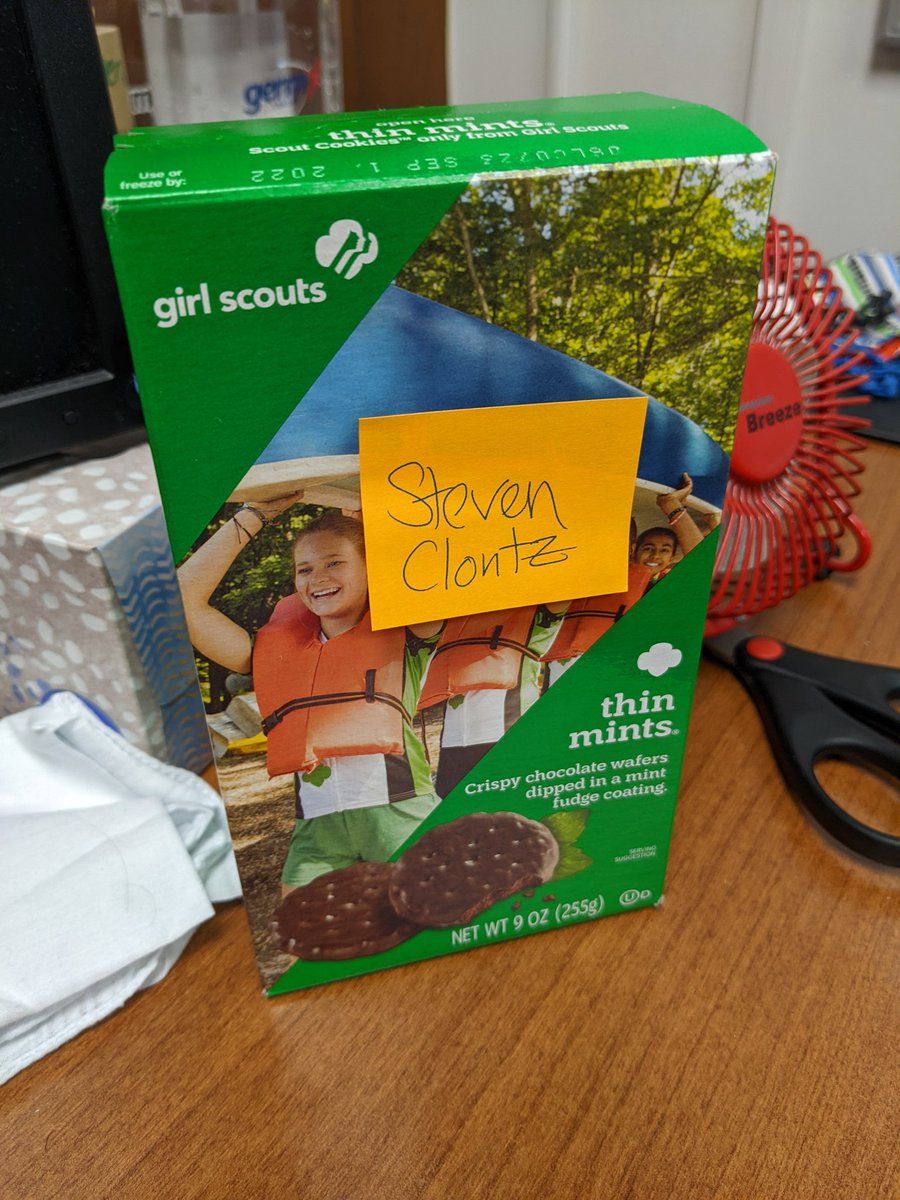 open here
thin mints®
Scout Cookies™ only from Girl Scouts
Use or
freeze by:
SEP 1, 2022
girl scouts
Steven
Clontz
Breeze
thin
mints®
Crispy chocolate wafers
dipped in a mint
fudge coating.
SERVING
SUGGESTION
NET WT 9 OZ (255g) U D